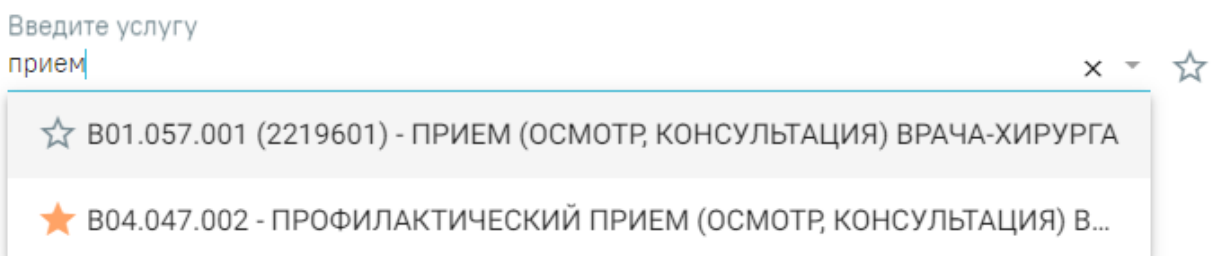 Введите услугу
прием
B01.057.001 (2219601) - ПРИЕМ (ОСМОТР, КОНСУЛЬТАЦИЯ) ВРАЧА-ХИРУРГА
B04.047.002 - ПРОФИЛАКТИЧЕСКИЙ ПРИЕМ (ОСМОТР, КОНСУЛЬТАЦИЯ) В...